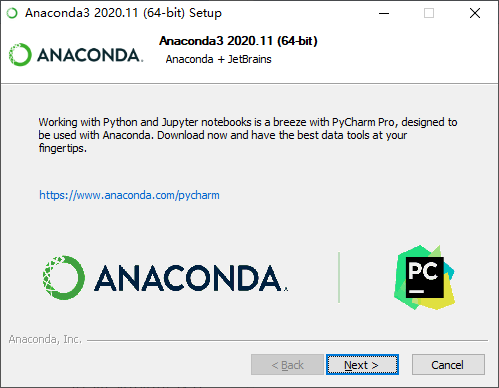 Anaconda3 2020.11 (64-bit) Setup
ANACONDA.
Anaconda3 2020.11 (64-bit)
Anaconda + JetBrains
Working with Python and Jupyter notebooks is a breeze with PyCharm Pro, designed to
be used with Anaconda. Download now and have the best data tools at your
fingertips.
https://www.anaconda.com/pycharm
ANACONDA.
PC
Anaconda, Inc.
< Back
Next >
Cancel